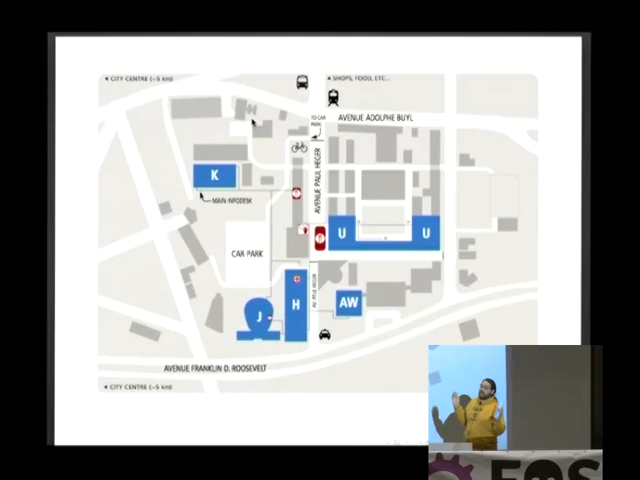 CITY CENTRE (~5 km)
SHOPS, FOOD, ETC...
TO CAR
PARK
AVENUE ADOLPHE BUYL
AVENUE PAUL HEGER
K
MAIN INFODESK
U
U
CAR PARK
AV. PAUL HEGER
H
J
AW
AVENUE FRANKLIN D. ROOSEVELT
CITY CENTRE (~5 km)